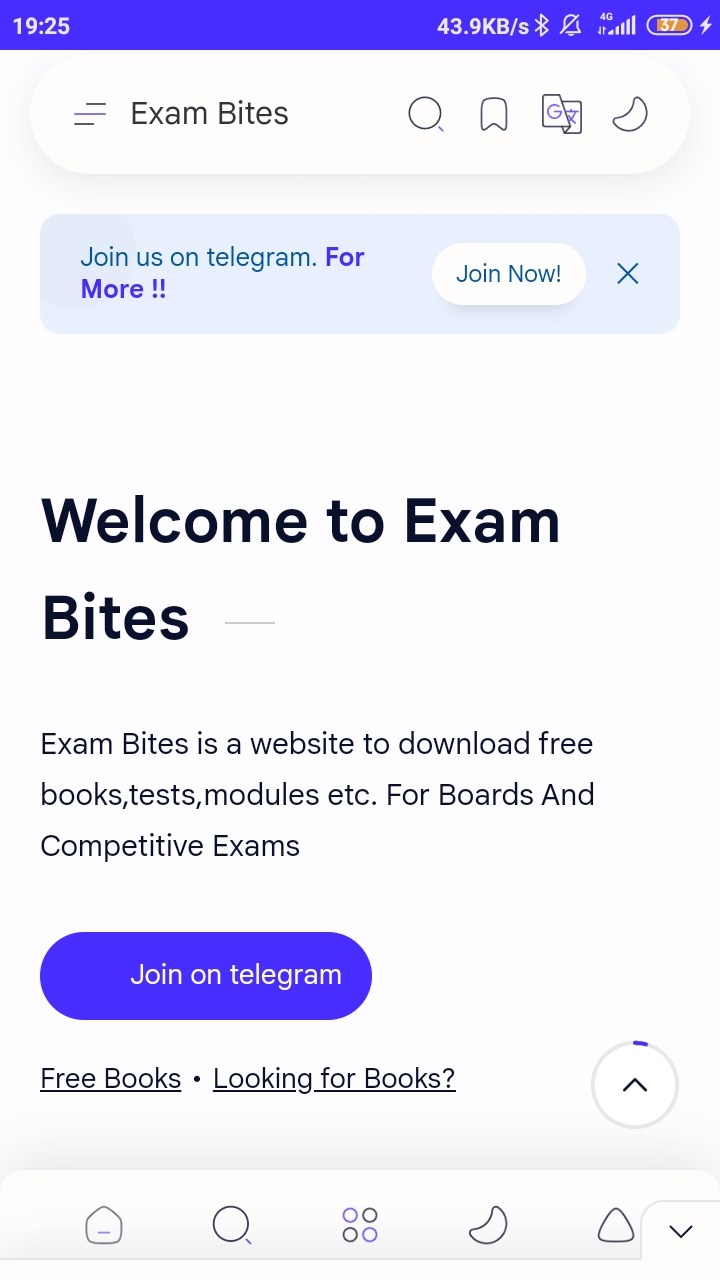 19:25 43.9KB/s 4G 37
Exam Bites
Join us on telegram. For
More !!
Join Now!
Welcome to Exam
Bites
Exam Bites is a website to download free
books,tests,modules etc. For Boards And
Competitive Exams
Join on telegram
Free Books • Looking for Books?